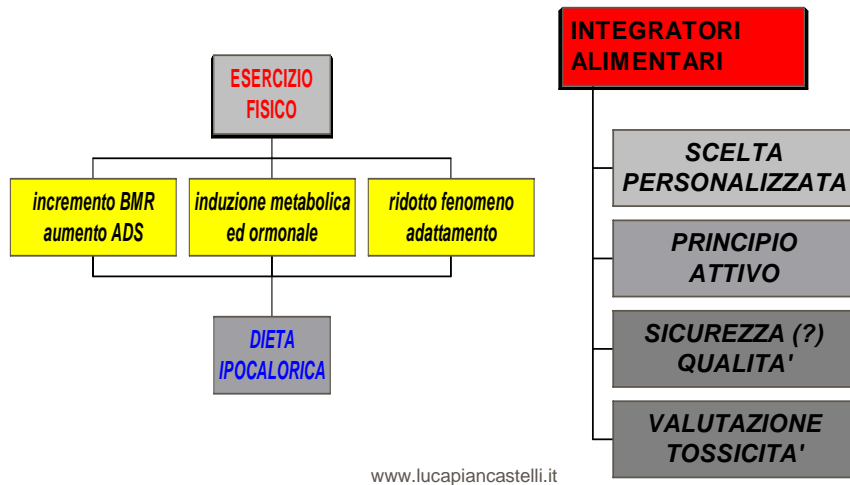 ESERCIZIO
FISICO
incremento BMR
aumento ADS
induzione metabolica
ed ormonale
ridotto fenomeno
adattamento
DIETA
IPOCALORICA
INTEGRATORI
ALIMENTARI
SCELTA
PERSONALIZZATA
PRINCIPIO
ATTIVO
SICUREZZA (?)
QUALITA'
VALUTAZIONE
TOSSICITA'
www.lucapiancastelli.it